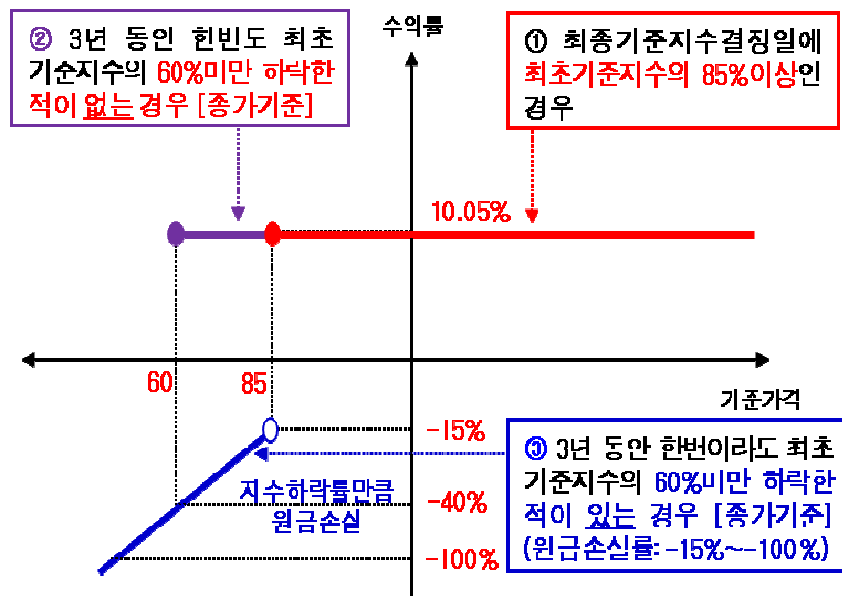 ② 3년 동인 힌빈도 최초
기순지수의 60%미만 하락한
적이 없는 경우 [종가기준]
수익률
① 최종기준지수결정일에
최초기준지수의 85%이상인
경우
10.05%
60
85
기준가격
-15%
-40%
-100%
지수하락률만큼
원금손실
③ 3년 동안 한번이라도 최초
기준지수의 60%미만 하락한
적이 있는 경우 [종가기준]
(원금손실률: -15%~-100%)